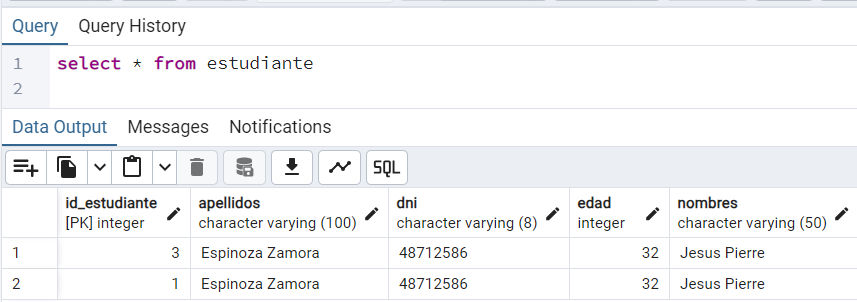 Query Query History
1 select * from estudiante
2
Data Output Messages Notifications
SQL
id_estudiante apellidos dni edad nombres
[PK] integer character varying (100) character varying (8) integer character varying (50)
1 3 Espinoza Zamora 48712586 32 Jesus Pierre
2 1 Espinoza Zamora 48712586 32 Jesus Pierre